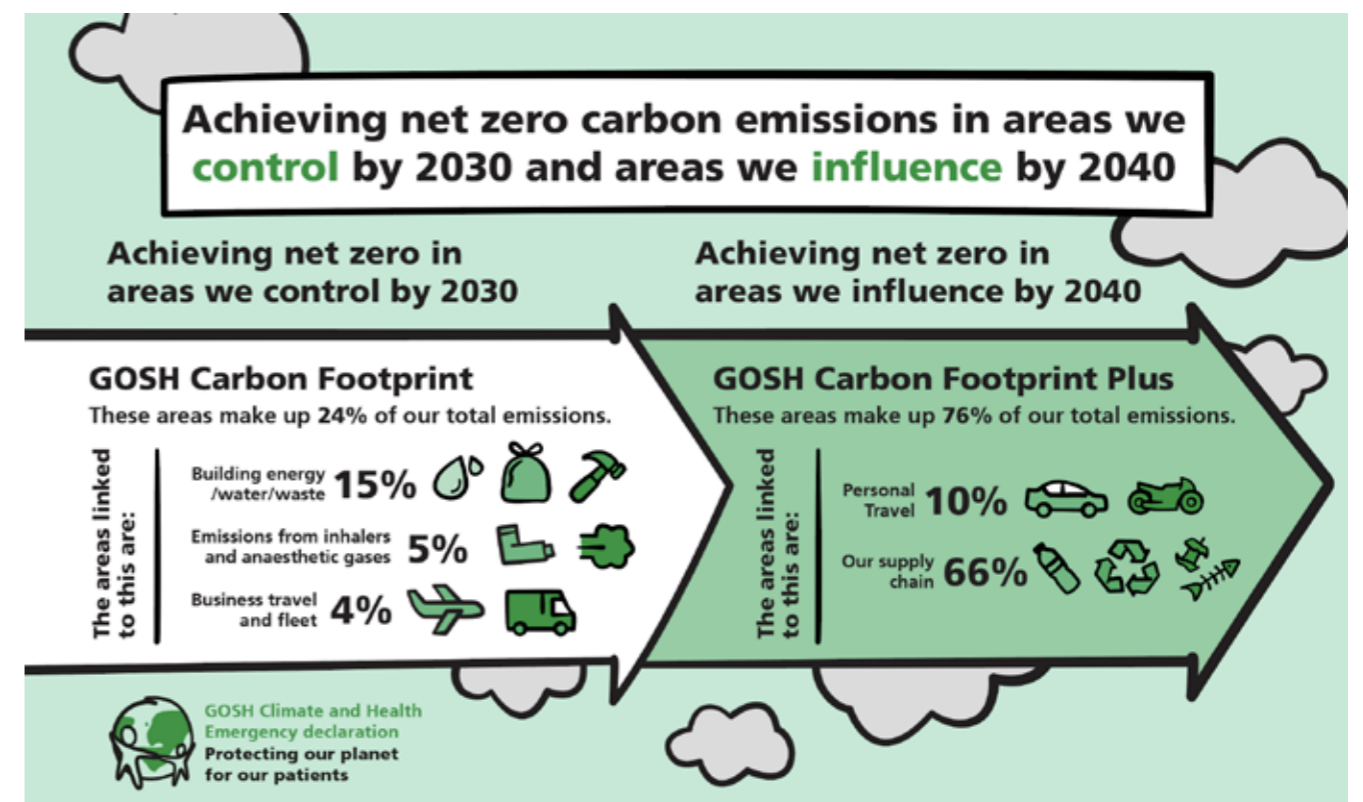 Achieving net zero carbon emissions in areas we
control by 2030 and areas we influence by 2040
Achieving net zero in
areas we control by 2030
GOSH Carbon Footprint
These areas make up 24% of our total emissions.
The areas linked
to this are:
Building energy
/water/waste 15%
Emissions from inhalers
and anaesthetic gases 5%
Business travel
and fleet 4%
Achieving net zero in
areas we influence by 2040
GOSH Carbon Footprint Plus
These areas make up 76% of our total emissions.
The areas linked
to this are:
Personal
Travel 10%
Our supply
chain 66%
GOSH Climate and Health
Emergency declaration
Protecting our planet
for our patients